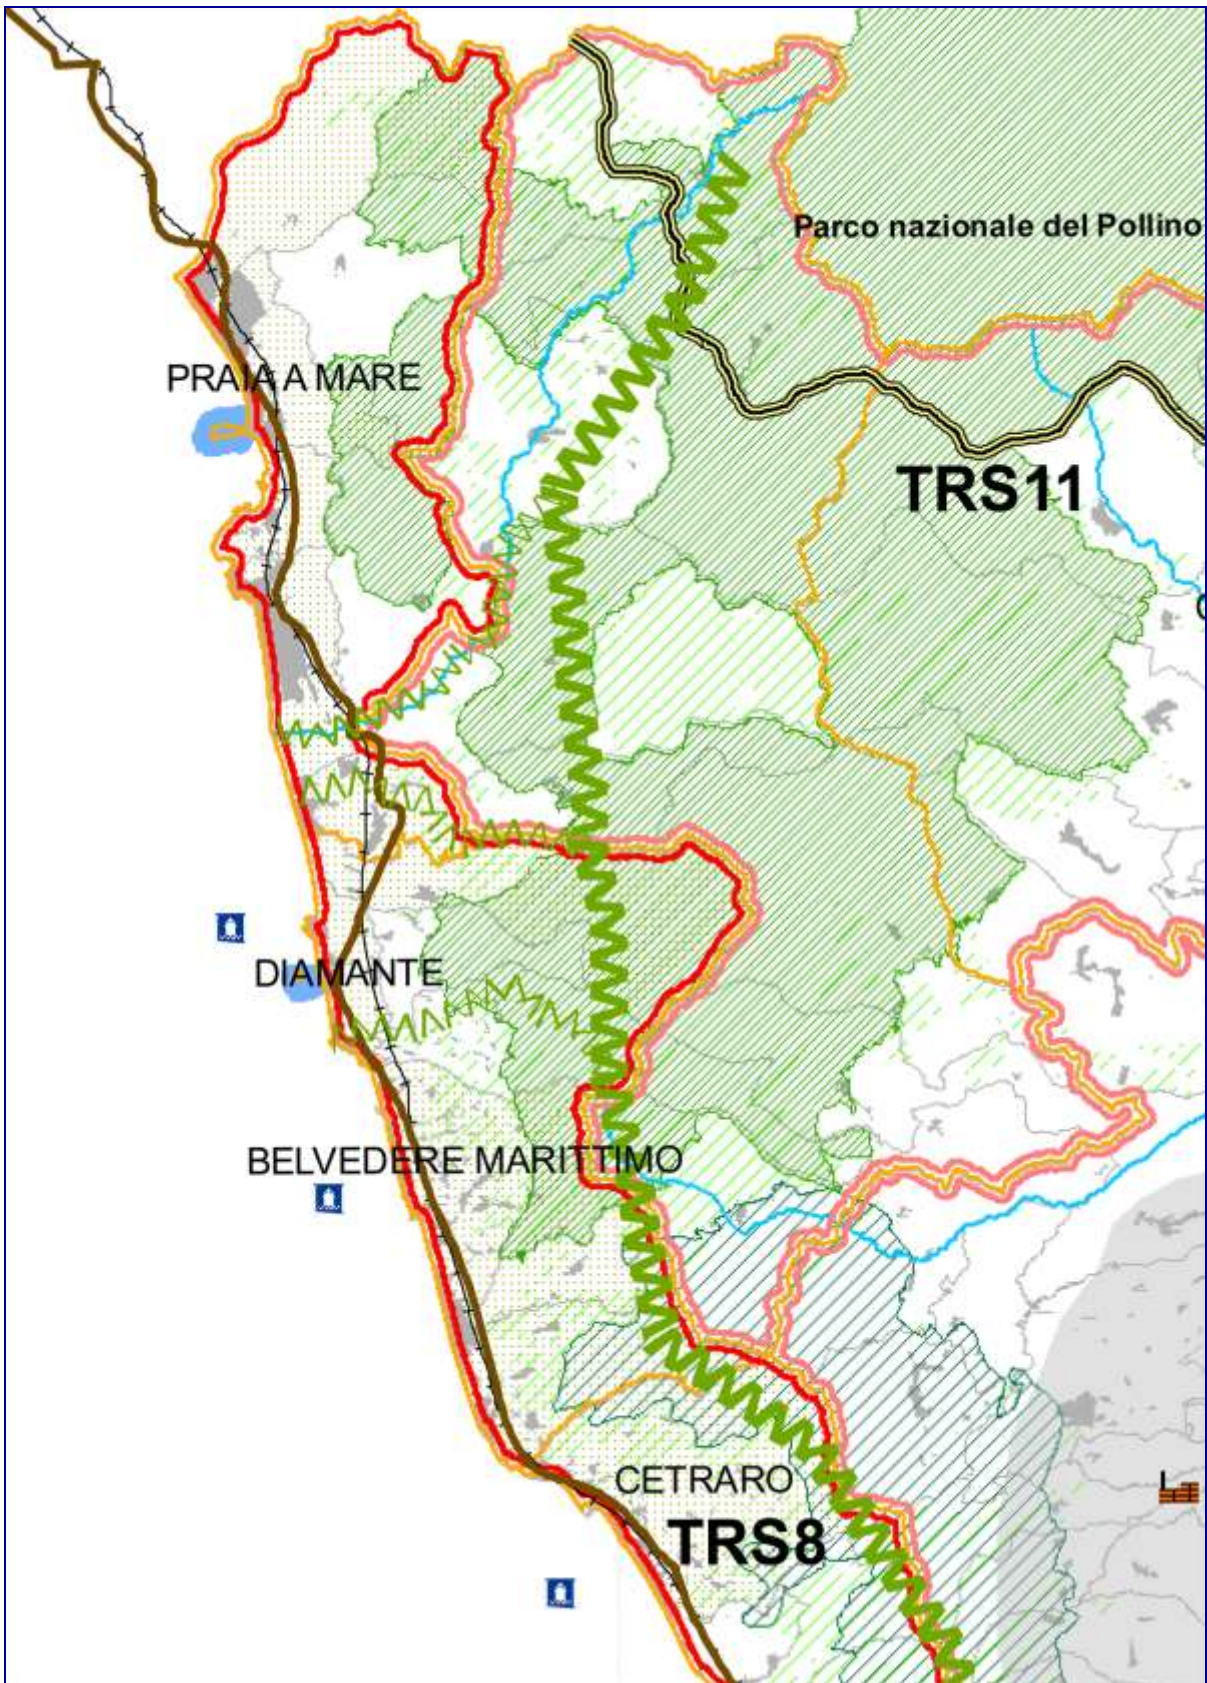 Parco nazionale del Pollino
PRAIA A MARE
TRS11
DIAMANTE
BELVEDERE MARITTIMO
CETRARO
TRS8